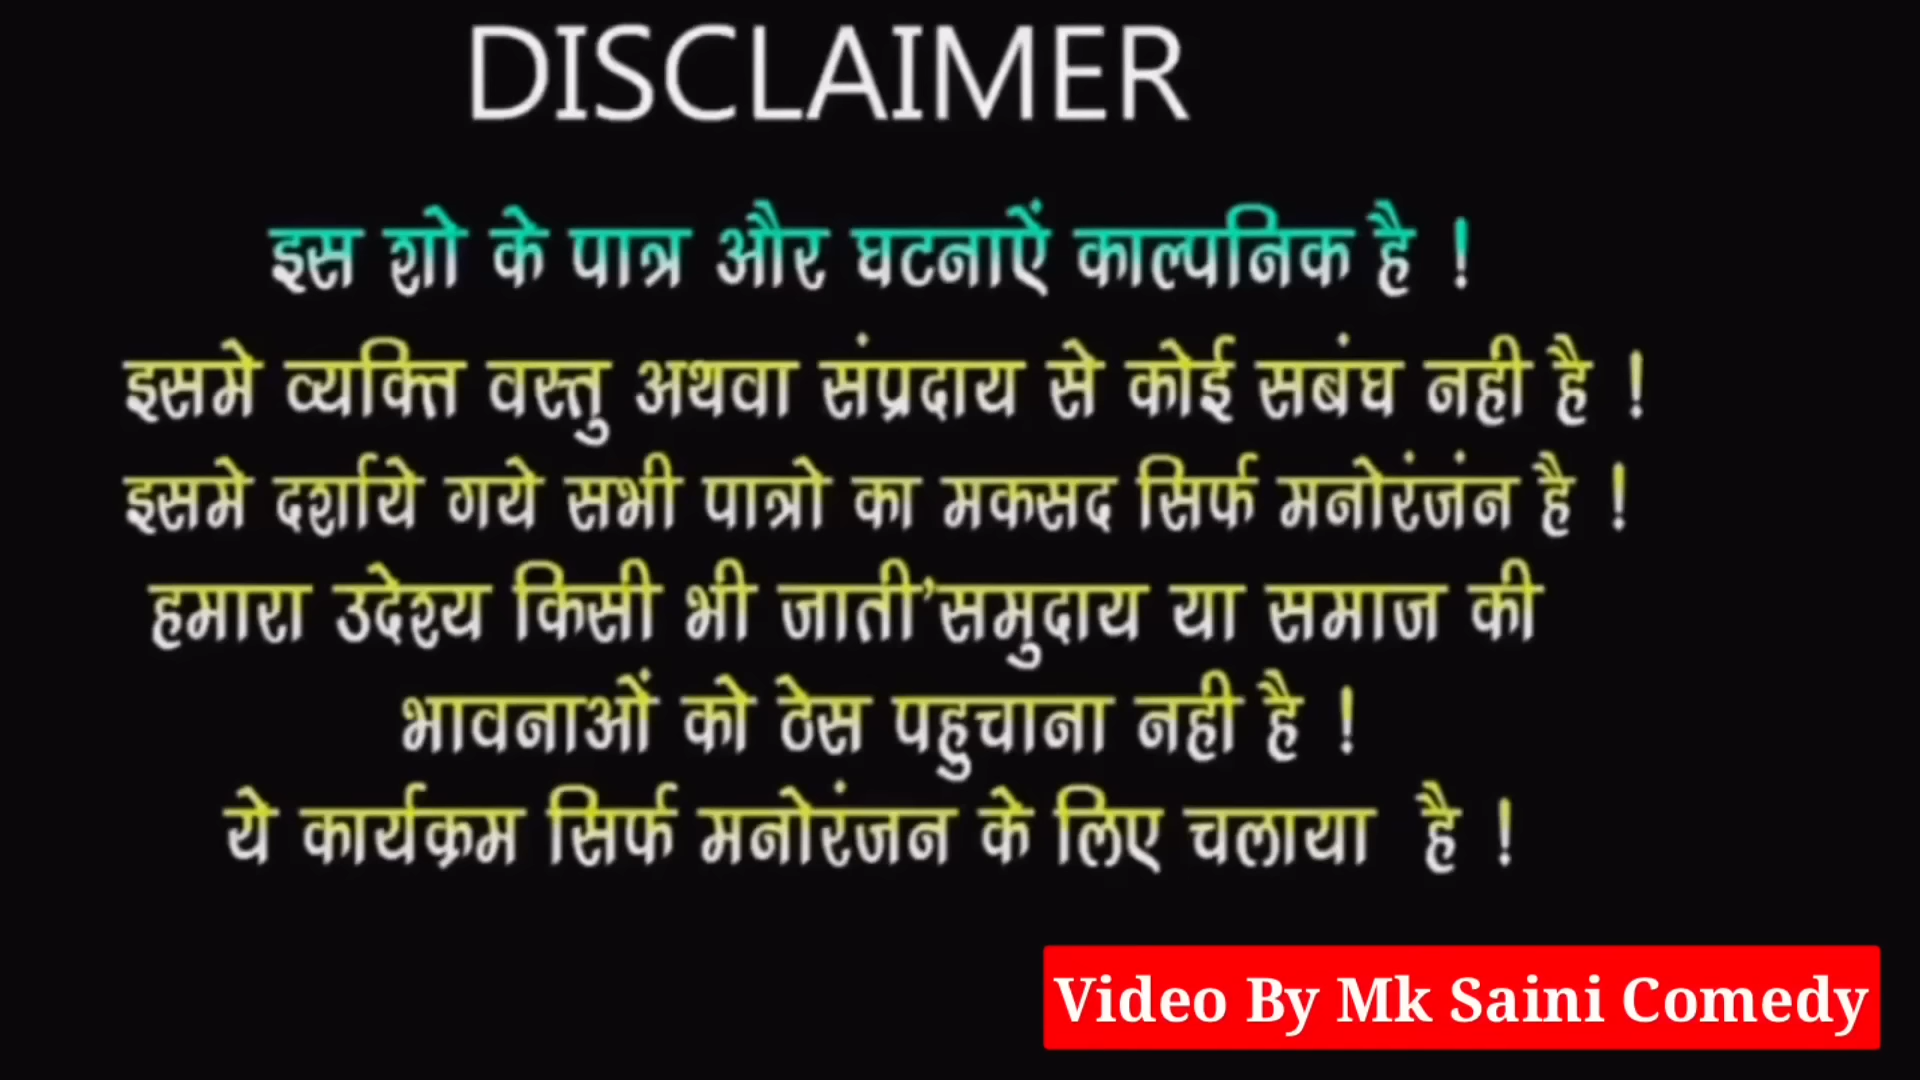 DISCLAIMER
इस शो के पात्र और घटनाऐं काल्पनिक है !
इसमे व्यक्ति वस्तु अथवा संप्रदाय से कोई सबंघ नही है !
इसमे दर्शाये गये सभी पात्रो का मकसद सिर्फ मनोरंजंन है !
हमारा उदेश्य किसी भी जाती’समुदाय या समाज की
भावनाओं को ठेस पहुचाना नही है !
ये कार्यक्रम सिर्फ मनोरंजन के लिए चलाया है !
Video By Mk Saini Comedy